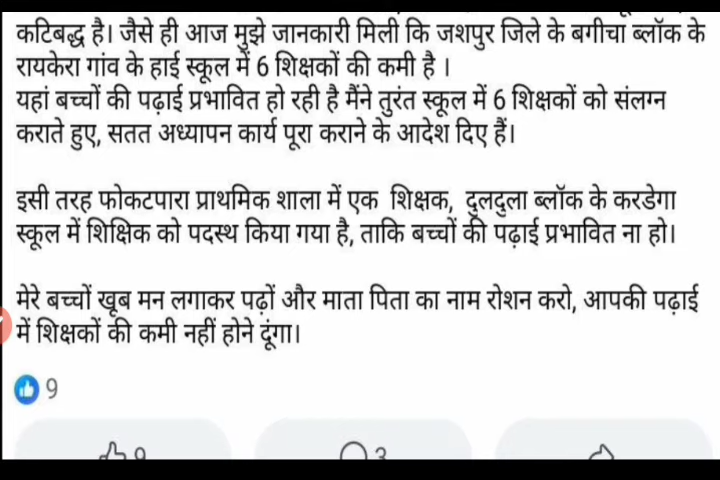 कटिबद्ध है। जैसे ही आज मुझे जानकारी मिली कि जशपुर जिले के बगीचा ब्लॉक के
रायकेरा गांव के हाई स्कूल में 6 शिक्षकों की कमी है ।
यहां बच्चों की पढ़ाई प्रभावित हो रही है मैंने तुरंत स्कूल में 6 शिक्षकों को संलग्न
कराते हुए, सतत अध्यापन कार्य पूरा कराने के आदेश दिए हैं।
इसी तरह फोकटपारा प्राथमिक शाला में एक शिक्षक, दुलदुला ब्लॉक के करडेगा
स्कूल में शिक्षिक को पदस्थ किया गया है, ताकि बच्चों की पढ़ाई प्रभावित ना हो।
मेरे बच्चों खूब मन लगाकर पढ़ों और माता पिता का नाम रोशन करो, आपकी पढ़ाई
में शिक्षकों की कमी नहीं होने दूंगा।
9
9 3